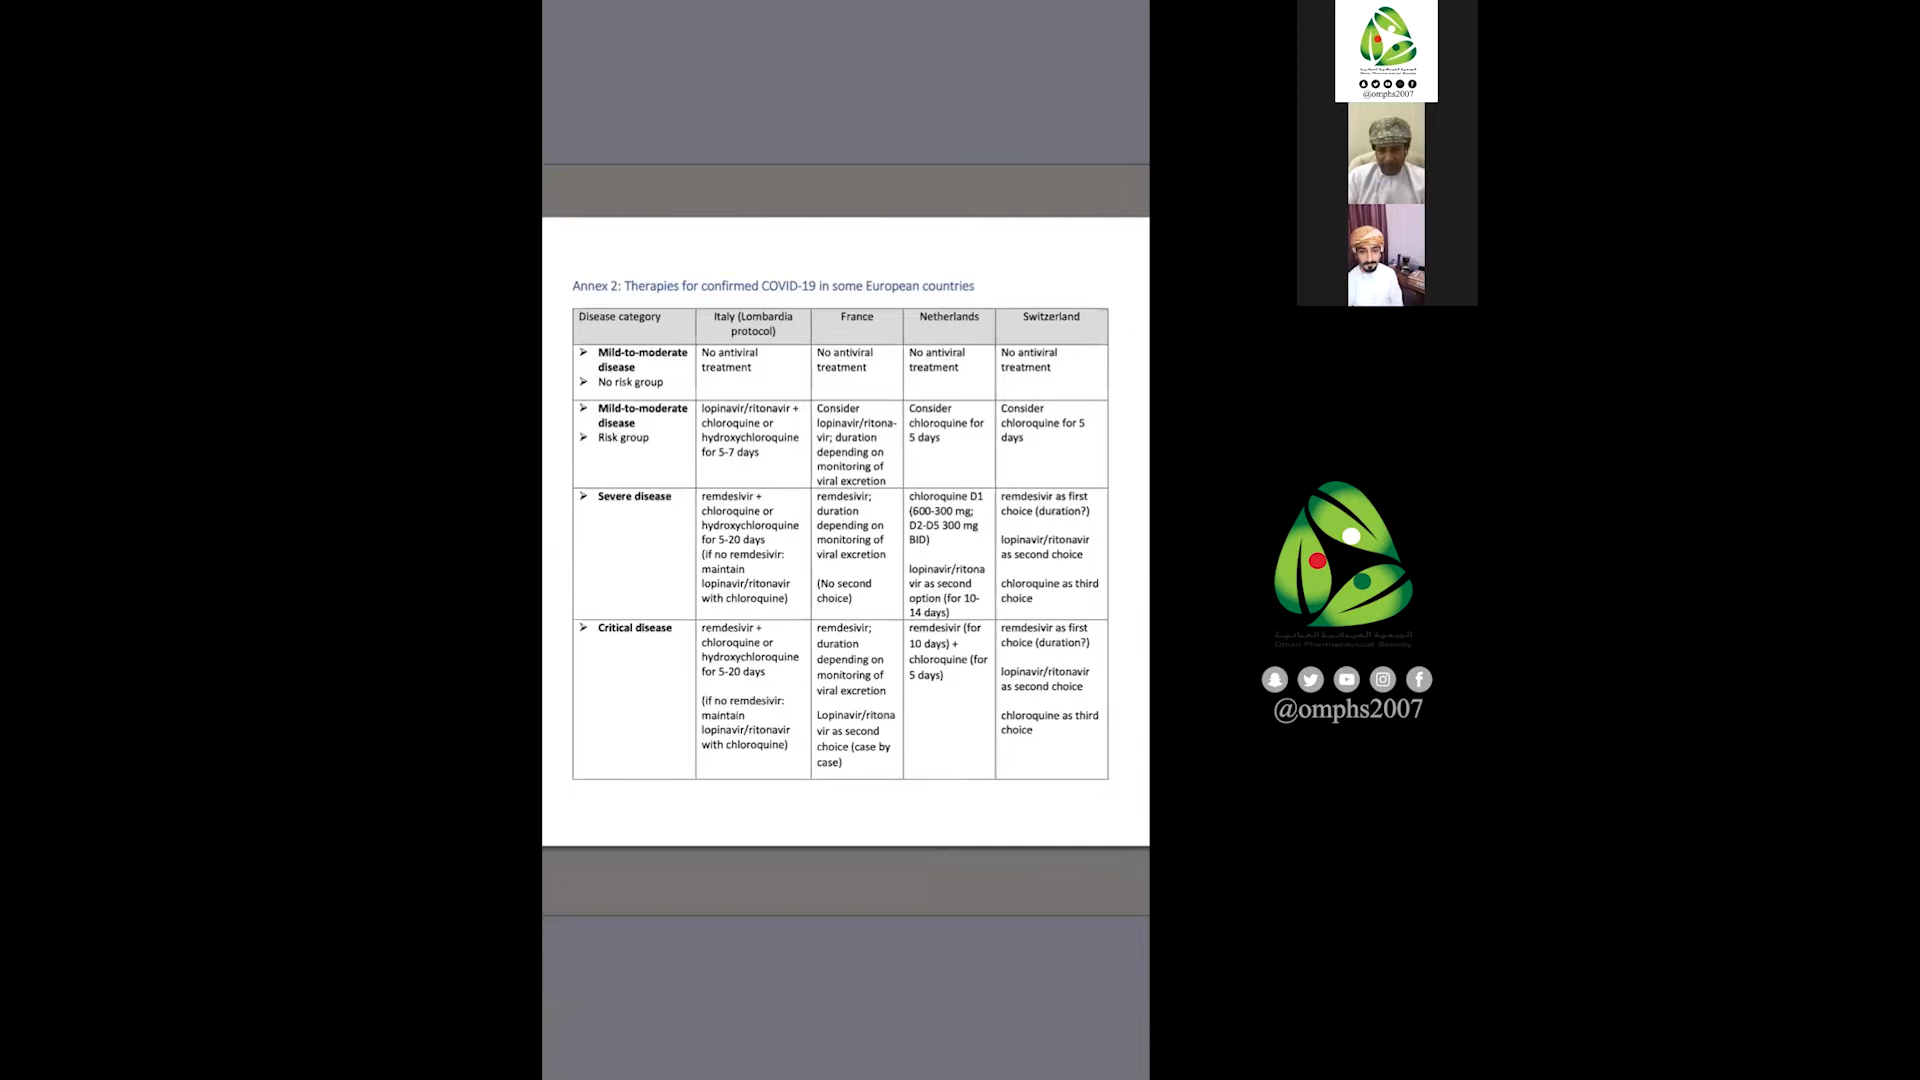 Annex 2: Therapies for confirmed COVID-19 in some European countries
Disease category
Italy (Lombardia
protocol)
France
Netherlands
Switzerland
Mild-to-moderate
disease
No risk group
No antiviral
treatment
No antiviral
treatment
No antiviral
treatment
No antiviral
treatment
Mild-to-moderate
disease
Risk group
lopinavir/ritonavir +
chloroquine or
hydroxychloroquine
for 5-7 days
Consider
lopinavir/ritona-
vir; duration
depending on
monitoring of
viral excretion
Consider
chloroquine for
5 days
Consider
chloroquine for 5
days
Severe disease
remdesivir +
chloroquine or
hydroxychloroquine
for 5-20 days
(if no remdesivir:
maintain
lopinavir/ritonavir
with chloroquine)
remdesivir;
duration
depending on
monitoring of
viral excretion
(No second
choice)
chloroquine D1
(600-300 mg;
D2-D5 300 mg
BID)
lopinavir/ritona
vir as second
option (for 10-
14 days)
remdesivir as first
choice (duration?)
lopinavir/ritonavir
as second choice
chloroquine as third
choice
Critical disease
remdesivir +
chloroquine or
hydroxychloroquine
for 5-20 days
(if no remdesivir:
maintain
lopinavir/ritonavir
with chloroquine)
remdesivir;
duration
depending on
monitoring of
viral excretion
Lopinavir/ritona
vir as second
choice (case by
case)
remdesivir (for
10 days) +
chloroquine (for
5 days)
remdesivir as first
choice (duration?)
lopinavir/ritonavir
as second choice
chloroquine as third
choice
@omphs2007
الجمعية الصيدلانية العمانية
Oman Pharmaceutical Society
@omphs2007